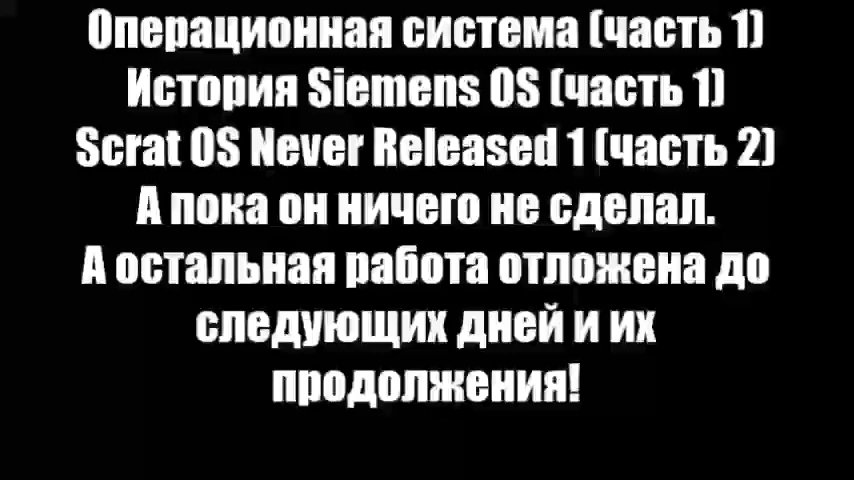 Операционная система (часть 1)
История Siemens OS (часть 1)
Scrat OS Never Released 1 (часть 2)
А пока он ничего не сделал.
А остальная работа отложена до
следующих дней и их
продолжения!